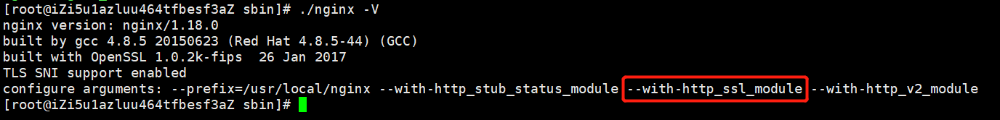 [root@iZi5u1azluu464tfbesf3aZ sbin]# ./nginx -V
nginx version: nginx/1.18.0
built by gcc 4.8.5 20150623 (Red Hat 4.8.5-44) (GCC)
built with OpenSSL 1.0.2k-fips  26 Jan 2017
TLS SNI support enabled
configure arguments: --prefix=/usr/local/nginx --with-http_stub_status_module --with-http_ssl_module --with-http_v2_module
[root@iZi5u1azluu464tfbesf3aZ sbin]#